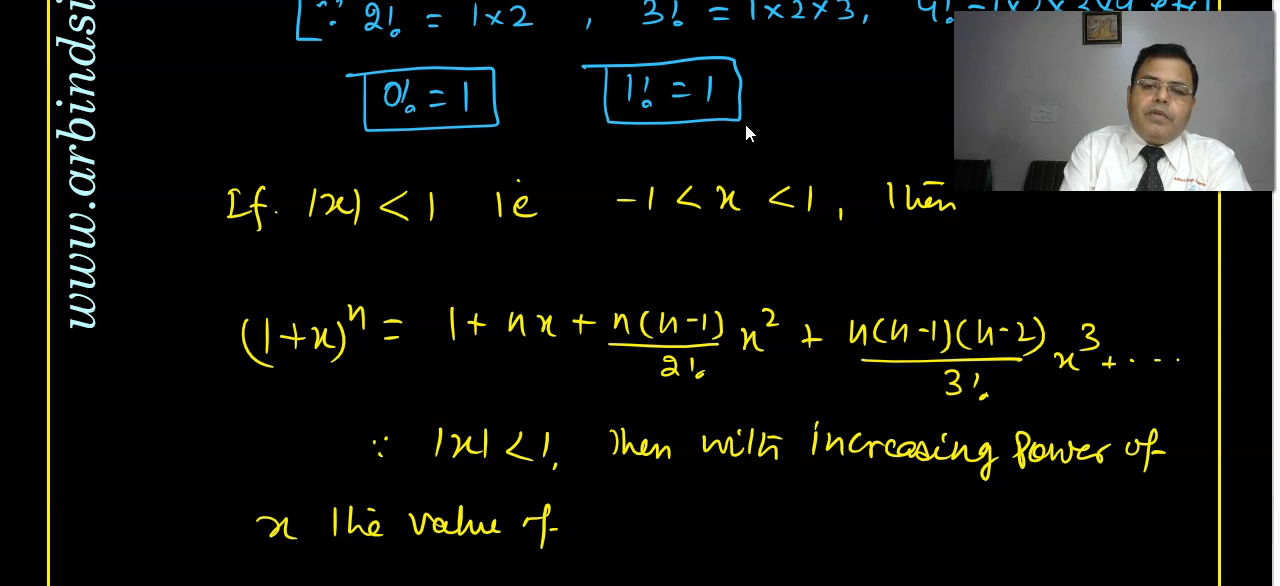 [∵ 2! = 1×2 , 3! = 1×2×3, 4! =
0! = 1 1! = 1
If. |x| < 1 ie -1 < x < 1, Then
(1+x)^n = 1 + nx + n(n-1)/2! x^2 + n(n-1)(n-2)/3! x^3 + ...
∵ |x| < 1, Then with increasing power of
x the value of
www.arbindsi